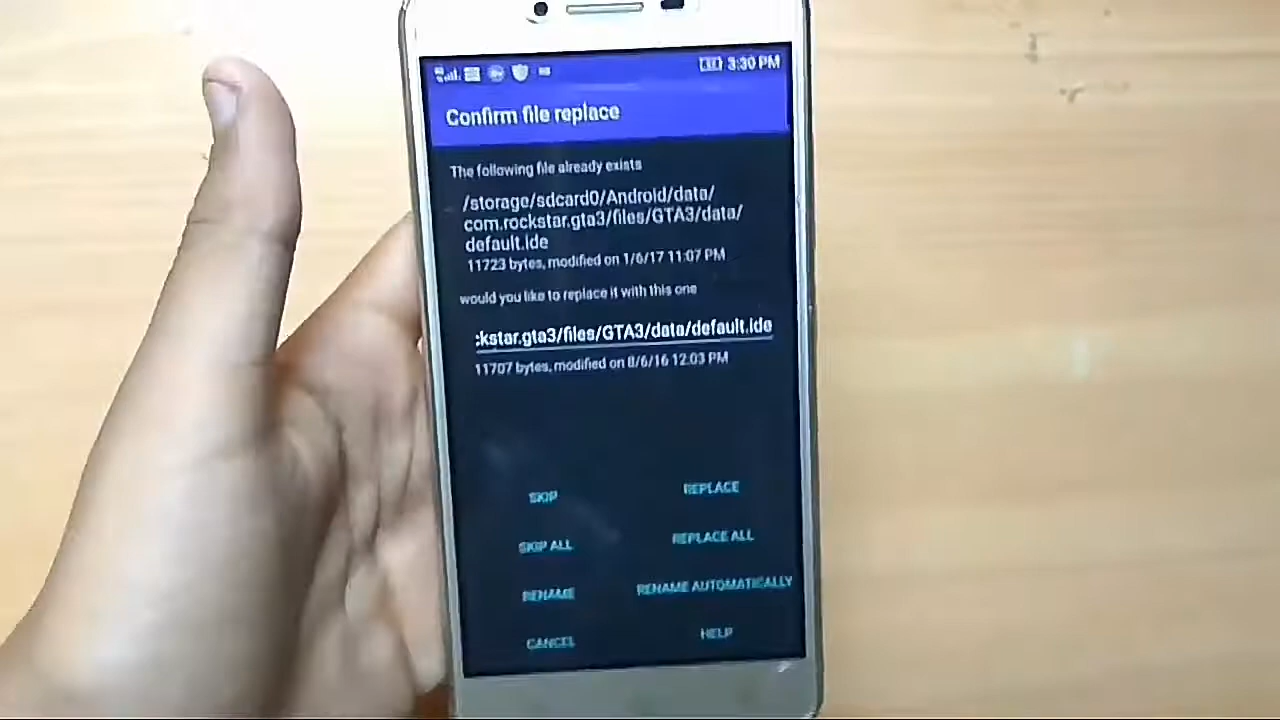 3:30 PM
Confirm file replace
The following file already exists
/storage/sdcard0/Android/data/
com.rockstar.gta3/files/GTA3/data/
default.ide
11723 bytes, modified on 1/6/17 11:07 PM
would you like to replace it with this one
:kstar.gta3/files/GTA3/data/default.ide
11707 bytes, modified on 8/6/16 12:03 PM
SKIP
REPLACE
SKIP ALL
REPLACE ALL
RENAME
RENAME AUTOMATICALLY
CANCEL
HELP